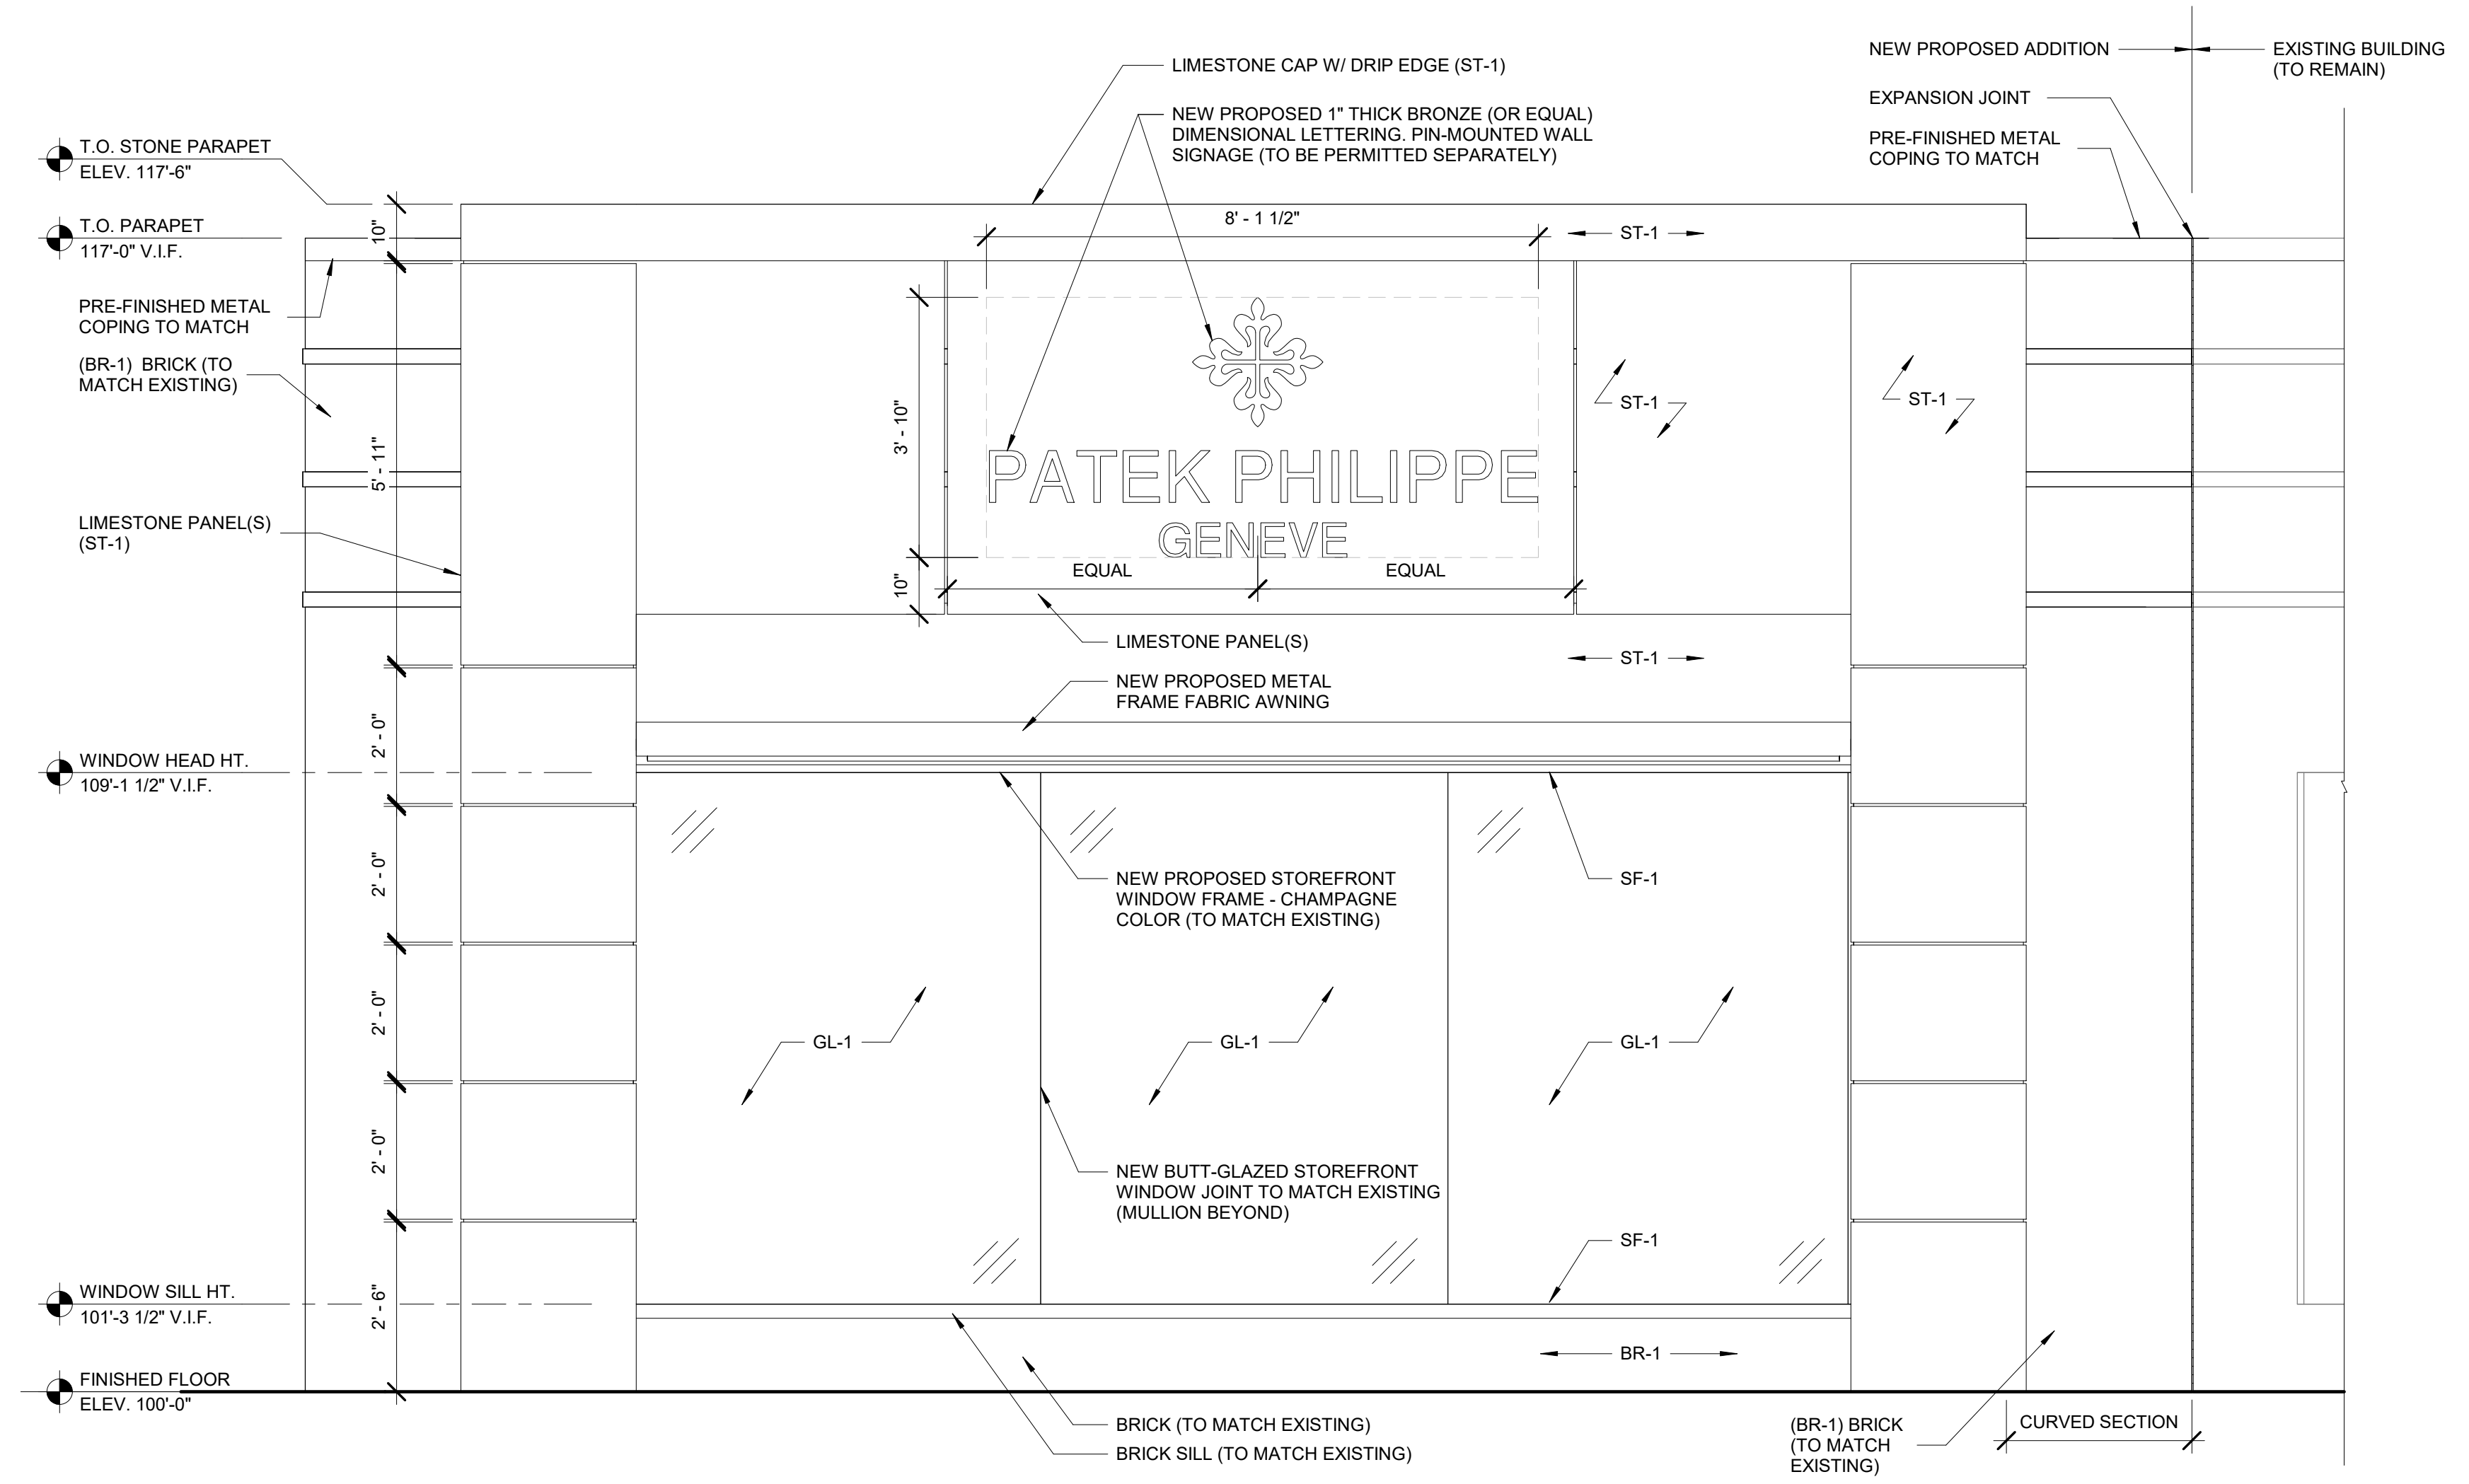 NEW PROPOSED ADDITION
EXISTING BUILDING
(TO REMAIN)
LIMESTONE CAP W/ DRIP EDGE (ST-1)
EXPANSION JOINT
NEW PROPOSED 1" THICK BRONZE (OR EQUAL)
DIMENSIONAL LETTERING. PIN-MOUNTED WALL
SIGNAGE (TO BE PERMITTED SEPARATELY)
PRE-FINISHED METAL
COPING TO MATCH
T.O. STONE PARAPET
ELEV. 117'-6"
T.O. PARAPET
117'-0" V.I.F.
10"
8' - 1 1/2"
ST-1
PRE-FINISHED METAL
COPING TO MATCH
(BR-1) BRICK (TO
MATCH EXISTING)
5' - 11"
3' - 10"
ST-1
ST-1
PATEK PHILIPPE
GENEVE
LIMESTONE PANEL(S)
(ST-1)
10"
EQUAL
EQUAL
LIMESTONE PANEL(S)
ST-1
NEW PROPOSED METAL
FRAME FABRIC AWNING
2' - 0"
WINDOW HEAD HT.
109'-1 1/2" V.I.F.
2' - 0"
NEW PROPOSED STOREFRONT
WINDOW FRAME - CHAMPAGNE
COLOR (TO MATCH EXISTING)
SF-1
2' - 0"
GL-1
GL-1
GL-1
2' - 0"
NEW BUTT-GLAZED STOREFRONT
WINDOW JOINT TO MATCH EXISTING
(MULLION BEYOND)
SF-1
WINDOW SILL HT.
101'-3 1/2" V.I.F.
2' - 6"
BR-1
FINISHED FLOOR
ELEV. 100'-0"
BRICK (TO MATCH EXISTING)
BRICK SILL (TO MATCH EXISTING)
(BR-1) BRICK
(TO MATCH
EXISTING)
CURVED SECTION